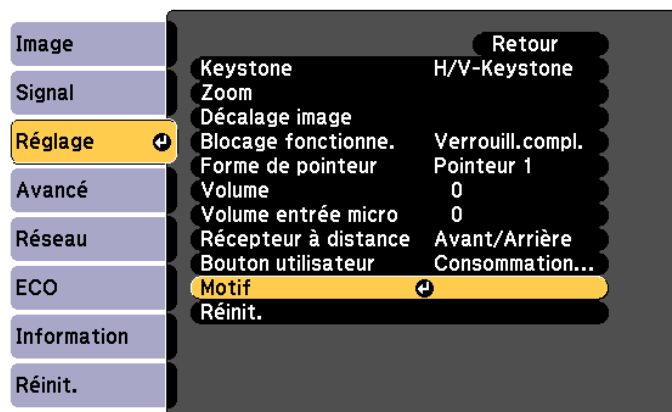 Image
Signal
Réglage
Avancé
Réseau
ECO
Information
Réinit.
Retour
Keystone H/V-Keystone
Zoom
Décalage image
Blocage fonctionne. Verrouill.compl.
Forme de pointeur Pointeur 1
Volume 0
Volume entrée micro 0
Récepteur à distance Avant/Arrière
Bouton utilisateur Consommation...
Motif
Réinit.